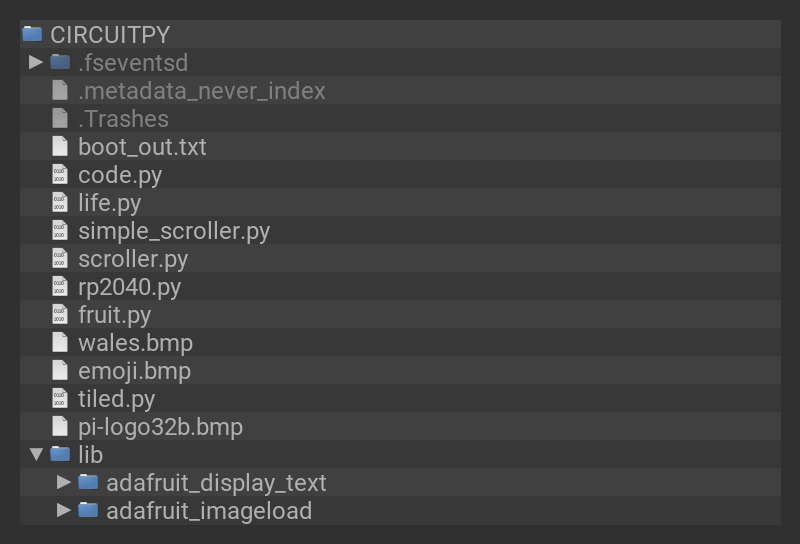 CIRCUITPY
.fseventsd
.metadata_never_index
.Trashes
boot_out.txt
code.py
life.py
simple_scroller.py
scroller.py
rp2040.py
fruit.py
wales.bmp
emoji.bmp
tiled.py
pi-logo32b.bmp
lib
adafruit_display_text
adafruit_imageload